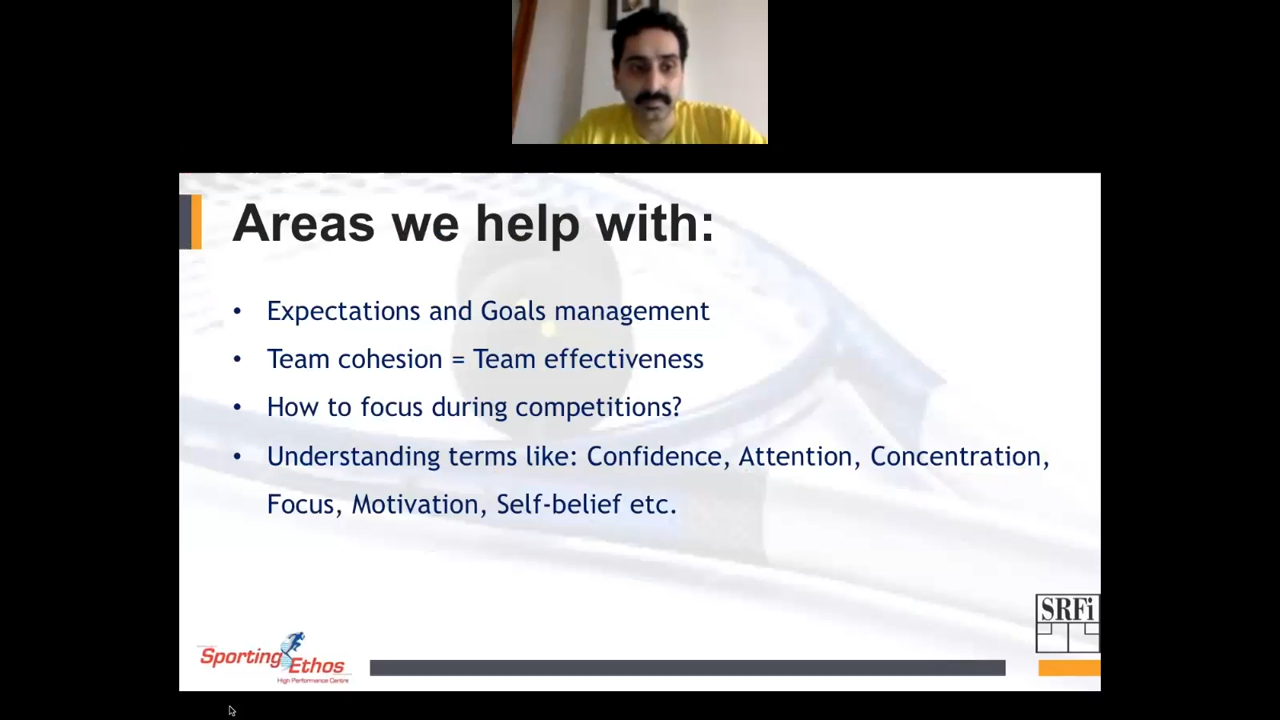 Areas we help with:
• Expectations and Goals management
• Team cohesion = Team effectiveness
• How to focus during competitions?
• Understanding terms like: Confidence, Attention, Concentration,
Focus, Motivation, Self-belief etc.
SRFi
Sporting Ethos
High Performance Centre